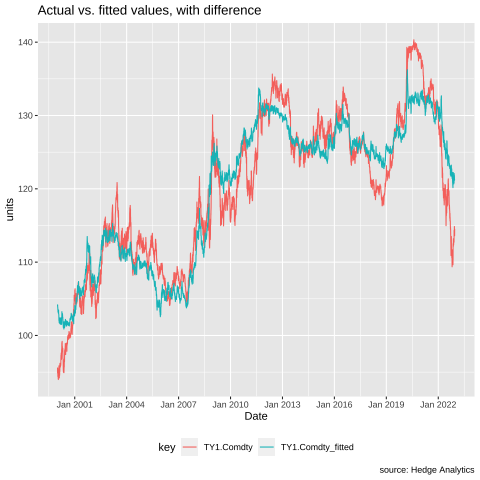 Actual vs. fitted values, with difference
140
130
120
110
100
units
Jan 2001 Jan 2004 Jan 2007 Jan 2010 Jan 2013 Jan 2016 Jan 2019 Jan 2022
Date
key TY1.Comdty TY1.Comdty_fitted
source: Hedge Analytics